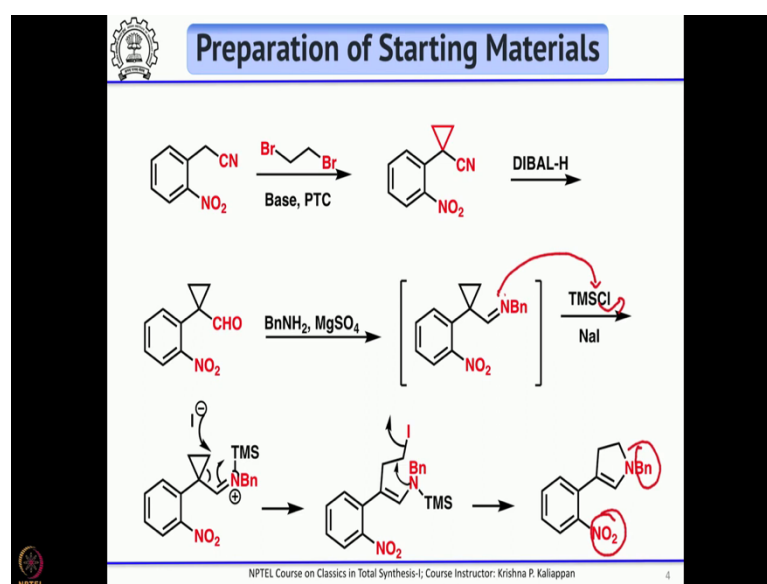 Preparation of Starting Materials
CN
NO2
Br
Br
Base, PTC
CN
NO2
DIBAL-H
CHO
NO2
BnNH2, MgSO4
NBn
NO2
TMSCl
NaI
I⊖
TMS
NBn
⊕
NO2
I
Bn
N
TMS
NO2
NBn
NO2
NPTEL Course on Classics in Total Synthesis-I; Course Instructor: Krishna P. Kaliappan
4
NPTEL